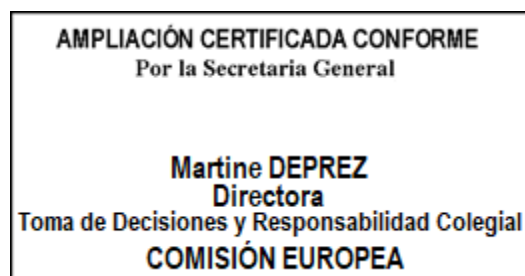 AMPLIACIÓN CERTIFICADA CONFORME
Por la Secretaria General
Martine DEPREZ
Directora
Toma de Decisiones y Responsabilidad Colegial
COMISIÓN EUROPEA